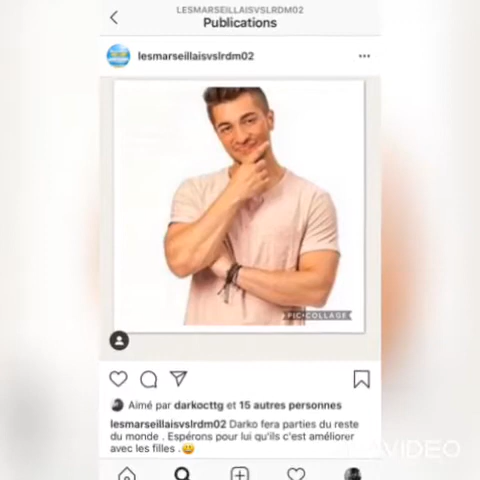 LESMARSEILLAISVSLRDM02
Publications
lesmarseillaisvslrdm02
PIC•COLLAGE
Aimé par darkocttg et 15 autres personnes
lesmarseillaisvslrdm02 Darko fera parties du reste
du monde . Espérons pour lui qu'ils c'est améliorer
avec les filles .😀
VIDEO